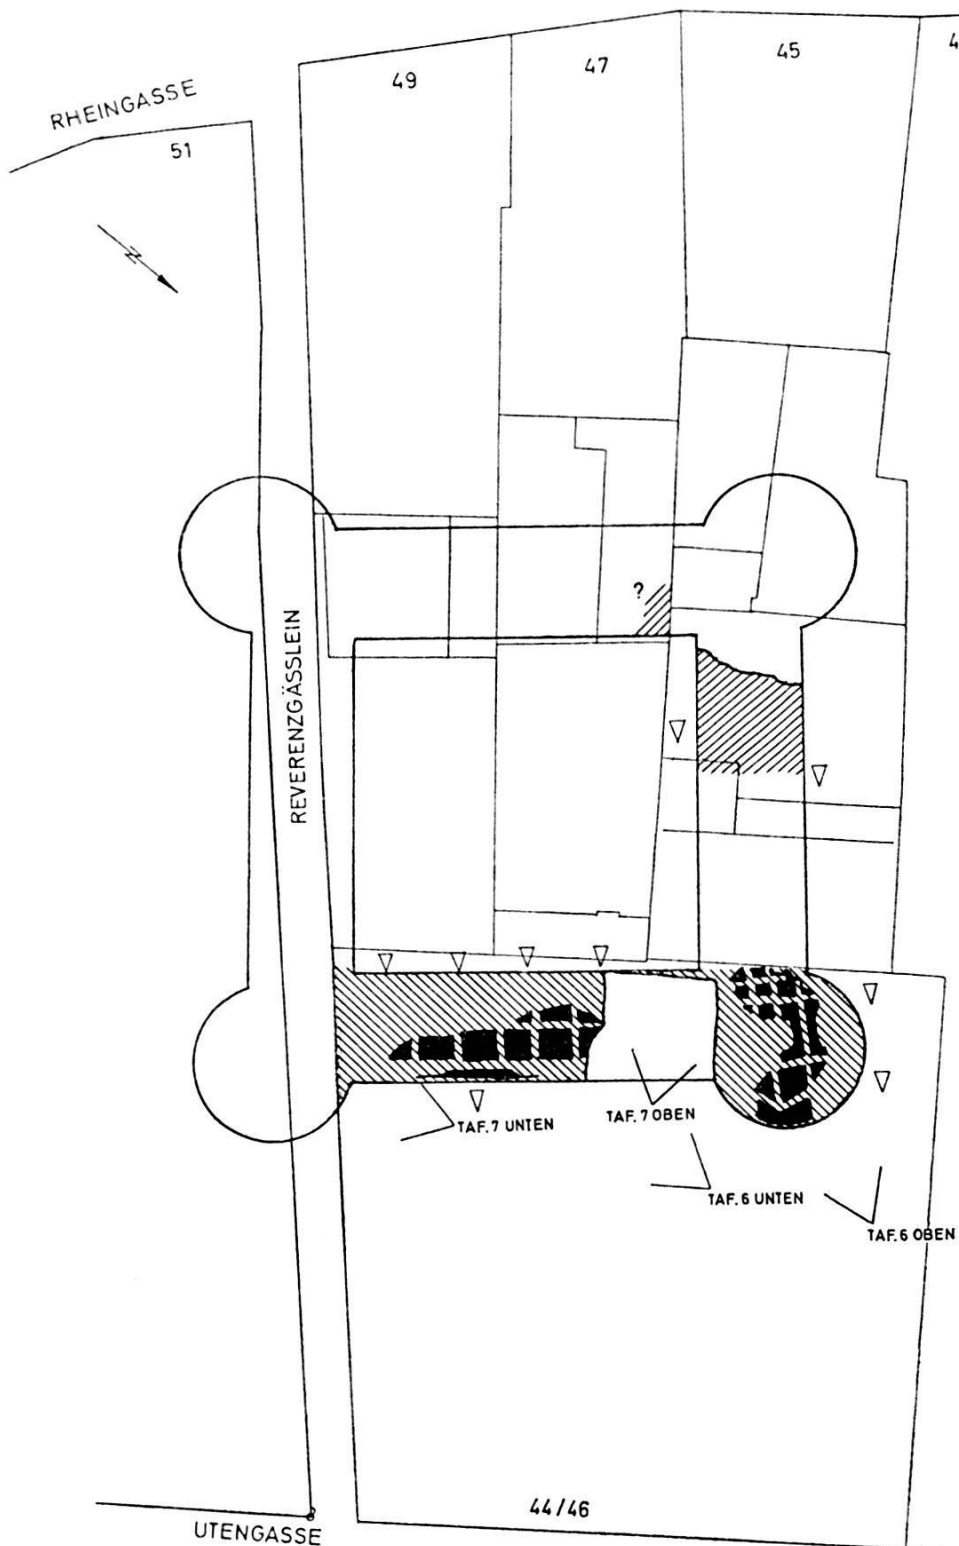 49
47
45
4
RHEINGASSE
51
N
?
REVERENZGÄSSLEIN
TAF. 7 UNTEN
TAF. 7 OBEN
TAF. 6 UNTEN
TAF. 6 OBEN
44/46
UTENGASSE